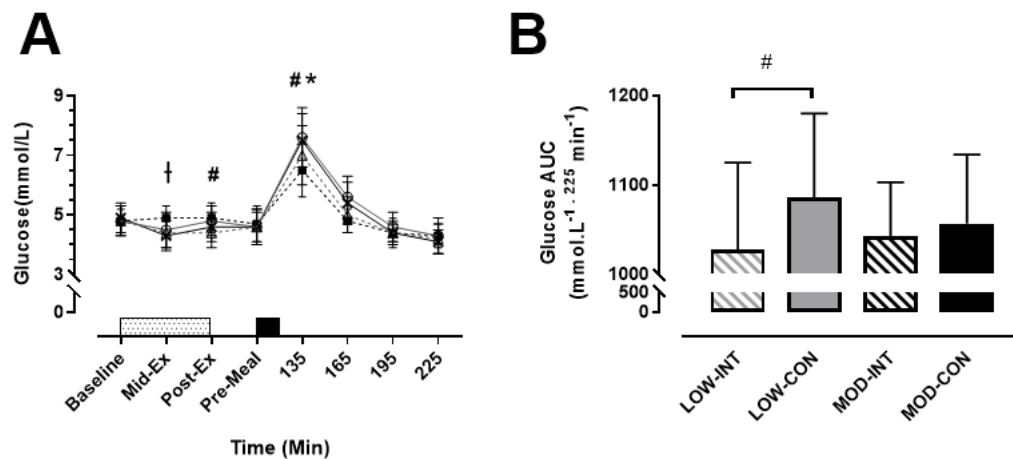 A
# *
†
#
Glucose(mmol/L)
9
7
5
3
0
Baseline
Mid-Ex
Post-Ex
Pre-Meal
135
165
195
225
Time (Min)
B
#
Glucose AUC
(mmol.L⁻¹ · 225 min⁻¹)
1200
1100
1000
500
0
LOW-INT
LOW-CON
MOD-INT
MOD-CON